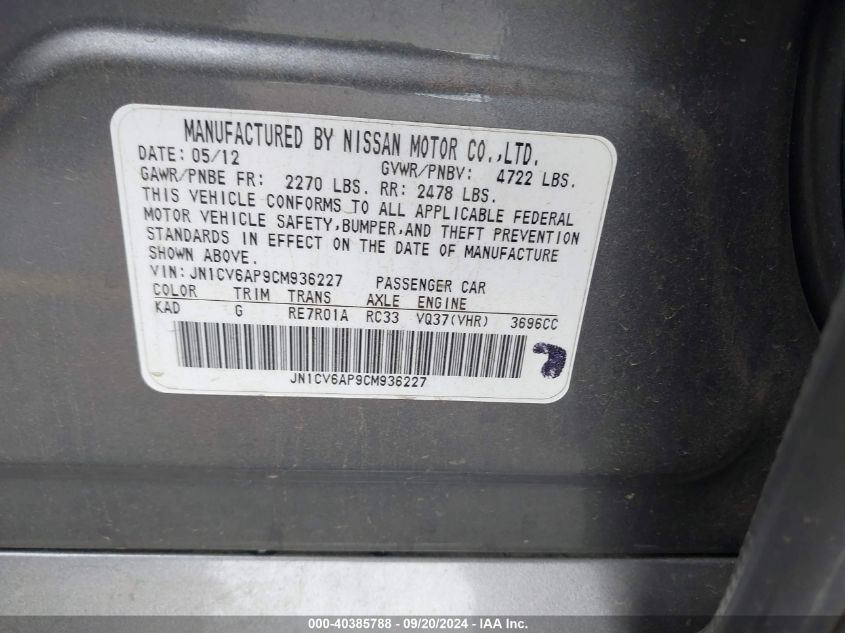 MANUFACTURED BY NISSAN MOTOR CO.,LTD.
DATE: 05/12 GVWR/PNBV: 4722 LBS.
GAWR/PNBE FR: 2270 LBS. RR: 2478 LBS.
THIS VEHICLE CONFORMS TO ALL APPLICABLE FEDERAL
MOTOR VEHICLE SAFETY,BUMPER,AND THEFT PREVENTION
STANDARDS IN EFFECT ON THE DATE OF MANUFACTURE
SHOWN ABOVE.
VIN: JN1CV6AP9CM936227 PASSENGER CAR
COLOR TRIM TRANS AXLE ENGINE
KAD G RE7R01A RC33 VQ37(VHR) 3696CC
JN1CV6AP9CM936227
000-40385788 - 09/20/2024 - IAA Inc.